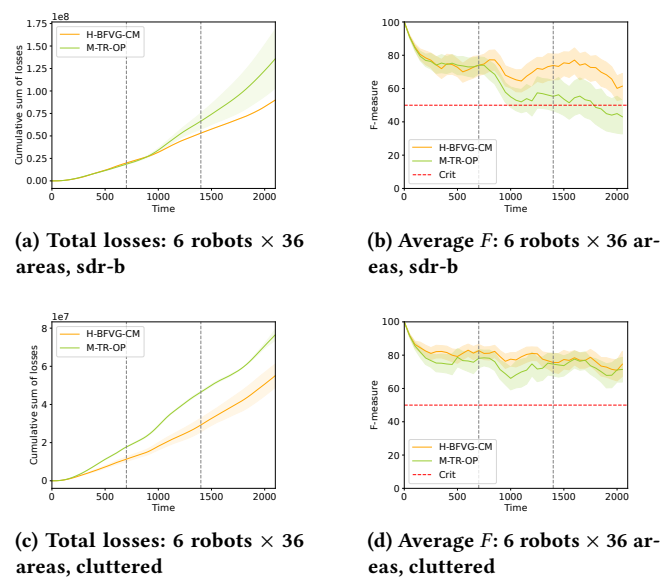 1e8
1.75
1.50
1.25
1.00
0.75
0.50
0.25
0.00
Cumulative sum of losses
H-BFVG-CM
M-TR-OP
0 500 1000 1500 2000
Time
(a) Total losses: 6 robots × 36
areas, sdr-b
100
80
60
40
20
0
F-measure
H-BFVG-CM
M-TR-OP
Crit
0 500 1000 1500 2000
Time
(b) Average F: 6 robots × 36 ar-
eas, sdr-b
1e7
8
6
4
2
0
Cumulative sum of losses
H-BFVG-CM
M-TR-OP
0 500 1000 1500 2000
Time
(c) Total losses: 6 robots × 36
areas, cluttered
100
80
60
40
20
0
F-measure
H-BFVG-CM
M-TR-OP
Crit
0 500 1000 1500 2000
Time
(d) Average F: 6 robots × 36 ar-
eas, cluttered